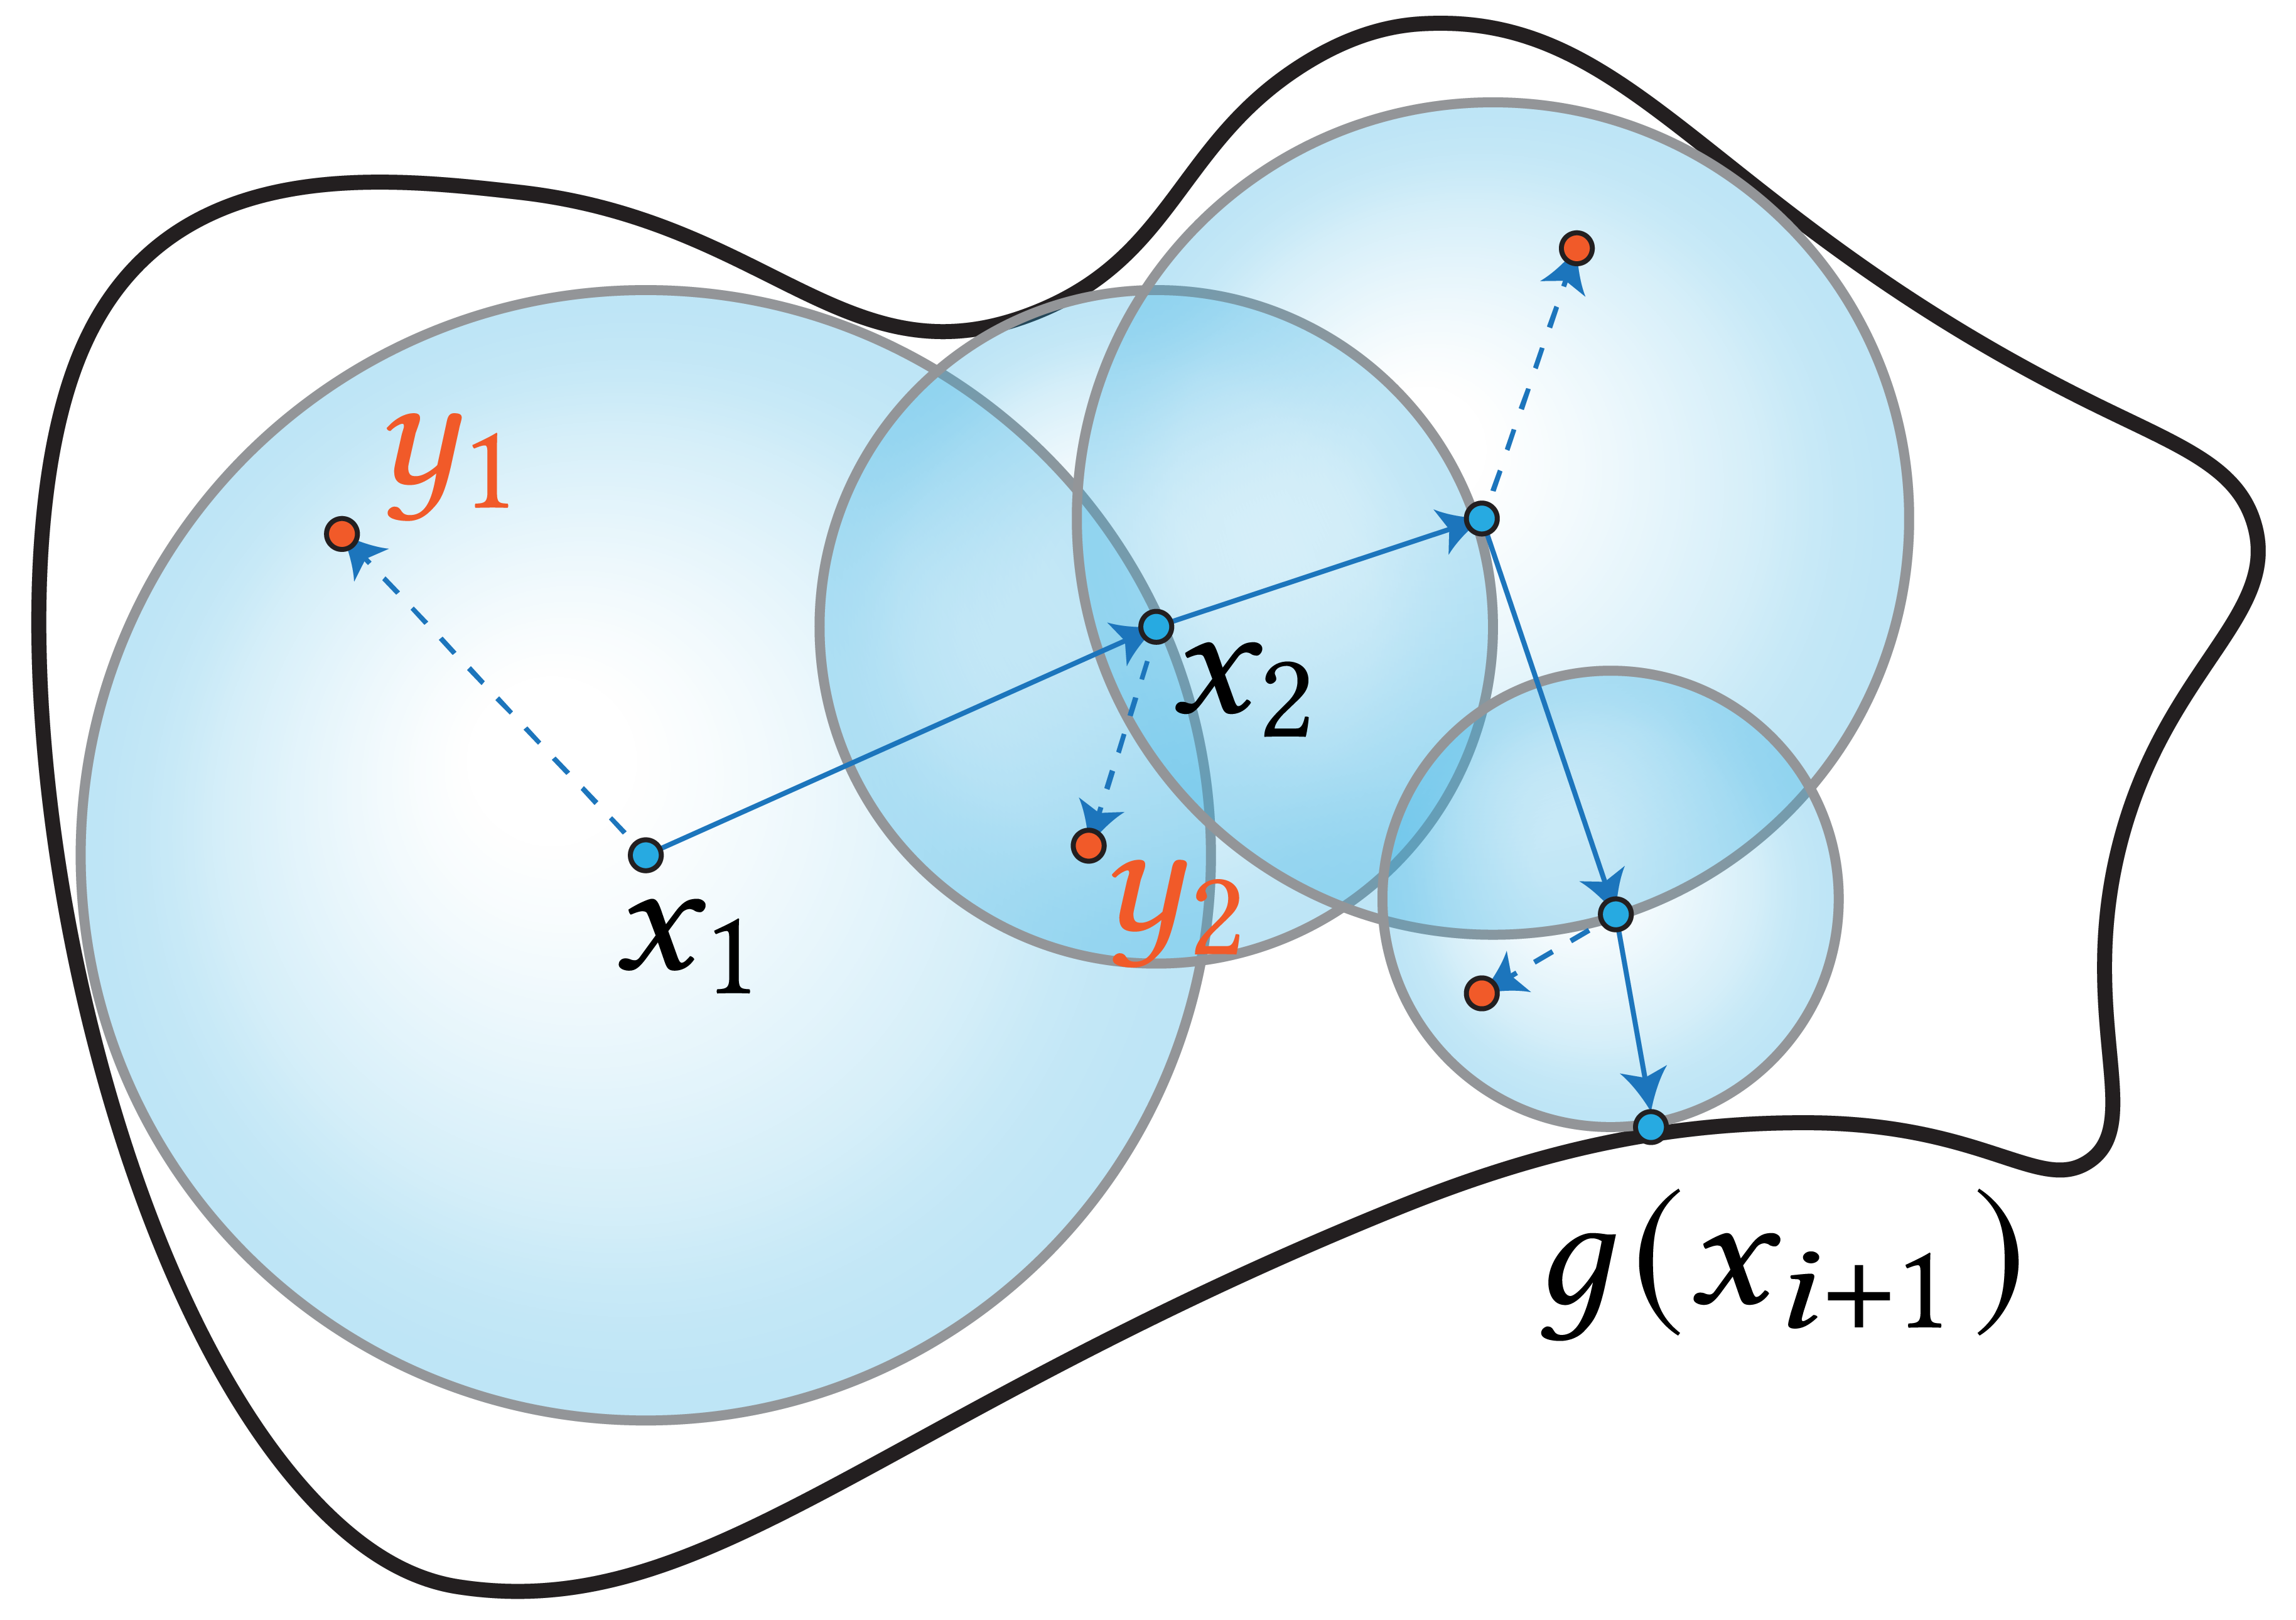 y₁
x₂
y₂
x₁
g(xᵢ₊₁)